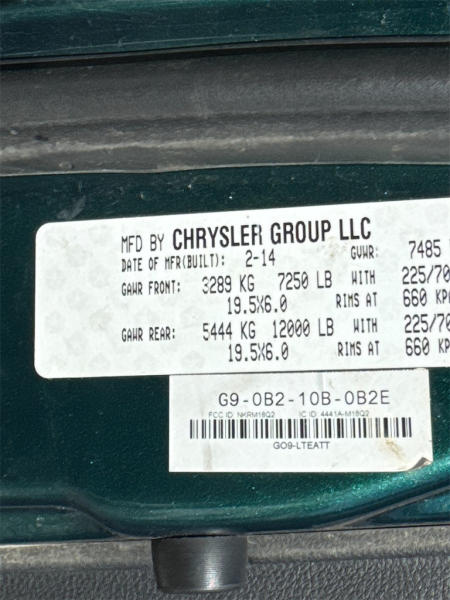 MFD BY CHRYSLER GROUP LLC
DATE OF MFR(BUILT): 2-14 GVWR: 7485
GAWR FRONT: 3289 KG 7250 LB WITH 225/70
19.5X6.0 RIMS AT 660 KP
GAWR REAR: 5444 KG 12000 LB WITH 225/70
19.5X6.0 RIMS AT 660 KP
G9-0B2-10B-0B2E
FCC ID: NKRM18Q2 IC ID: 4441A-M18Q2
GO9-LTEATT